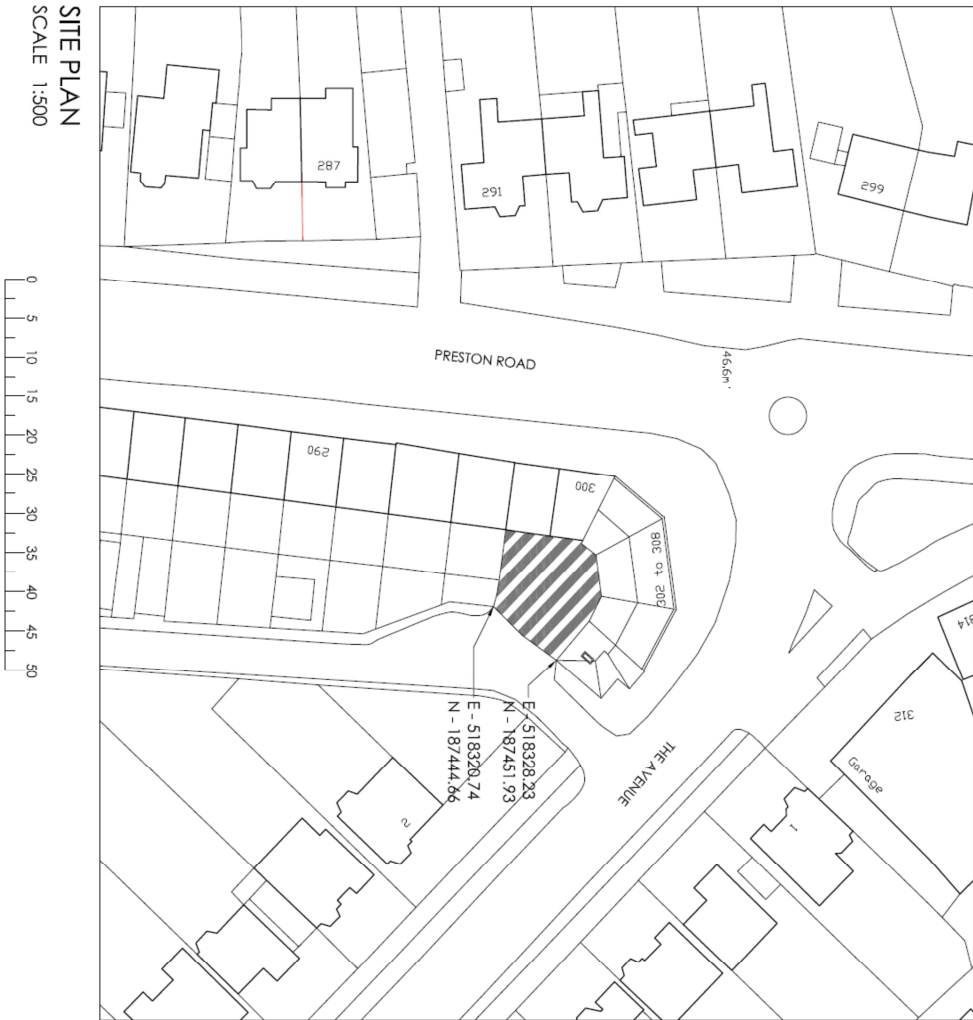 SITE PLAN
SCALE 1:500
0
5
10
15
20
25
30
35
40
45
50
287
291
299
PRESTON ROAD
46.6m
290
300
302 to 308
314
312
Garage
THE AVENUE
1
2
E - 518328.23
N - 187451.93
E - 518320.74
N - 187444.66